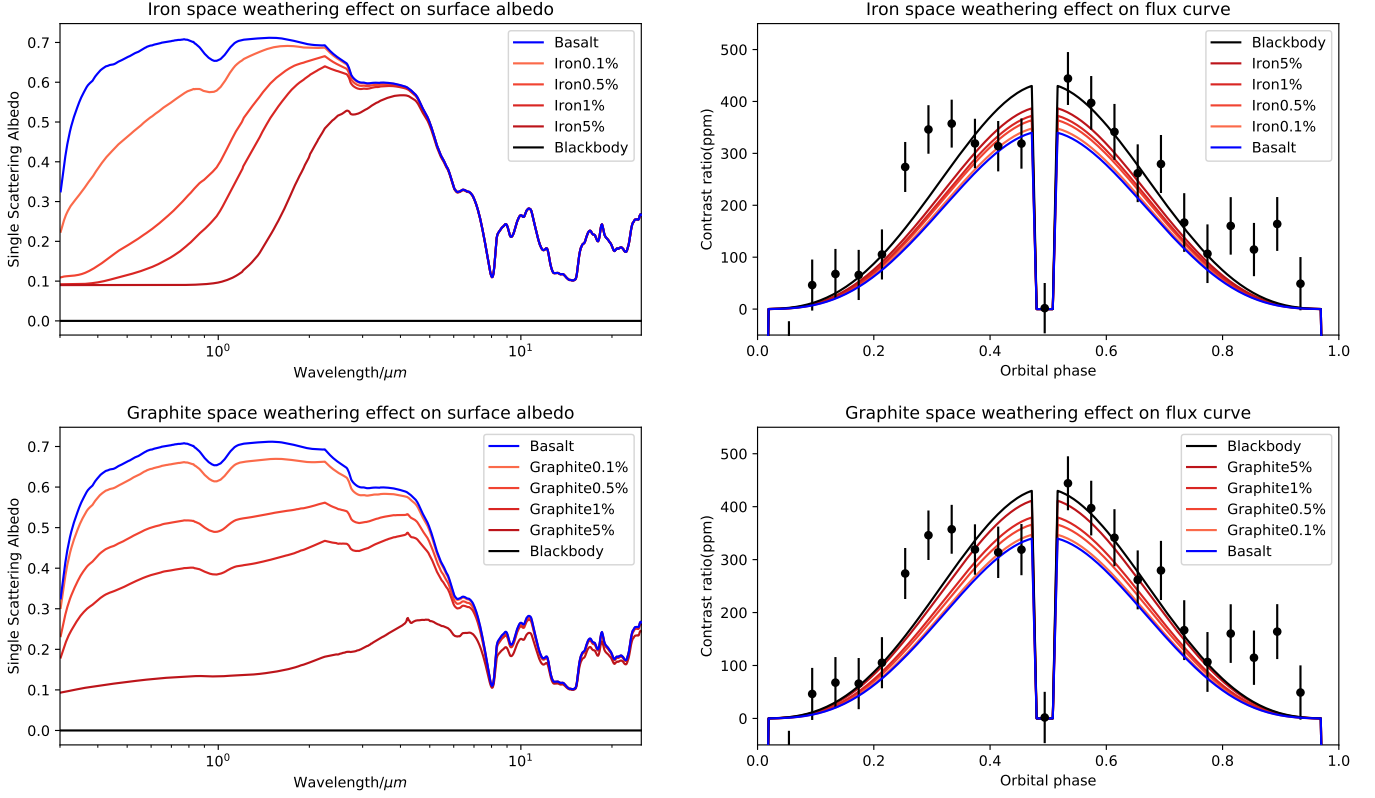 Iron space weathering effect on surface albedo
Single Scattering Albedo
0.7
0.6
0.5
0.4
0.3
0.2
0.1
0.0
Basalt
Iron0.1%
Iron0.5%
Iron1%
Iron5%
Blackbody
10⁰
10¹
Wavelength/μm
Iron space weathering effect on flux curve
Contrast ratio(ppm)
500
400
300
200
100
0
Blackbody
Iron5%
Iron1%
Iron0.5%
Iron0.1%
Basalt
0.0
0.2
0.4
0.6
0.8
1.0
Orbital phase
Graphite space weathering effect on surface albedo
Single Scattering Albedo
0.7
0.6
0.5
0.4
0.3
0.2
0.1
0.0
Basalt
Graphite0.1%
Graphite0.5%
Graphite1%
Graphite5%
Blackbody
10⁰
10¹
Wavelength/μm
Graphite space weathering effect on flux curve
Contrast ratio(ppm)
500
400
300
200
100
0
Blackbody
Graphite5%
Graphite1%
Graphite0.5%
Graphite0.1%
Basalt
0.0
0.2
0.4
0.6
0.8
1.0
Orbital phase